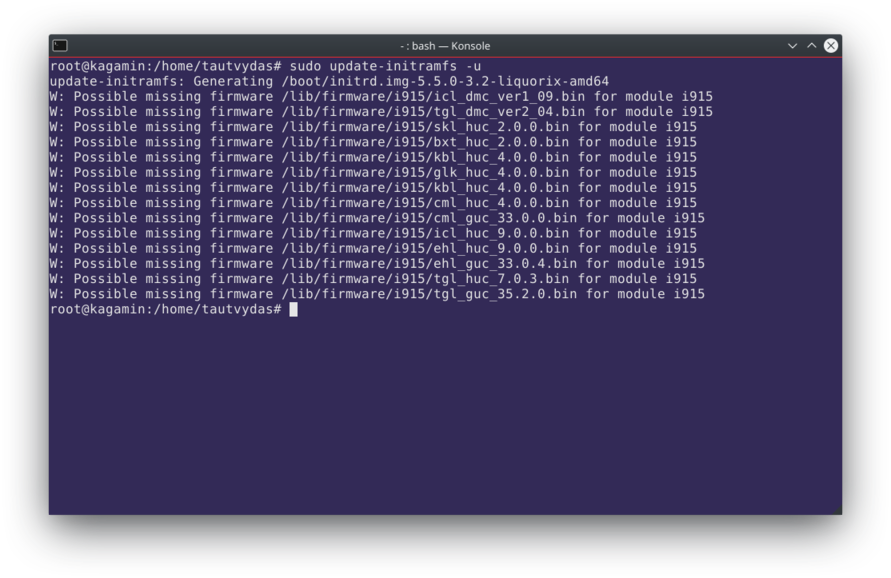 - : bash — Konsole
root@kagamin:/home/tautvydas# sudo update-initramfs -u
update-initramfs: Generating /boot/initrd.img-5.5.0-3.2-liquorix-amd64
W: Possible missing firmware /lib/firmware/i915/icl_dmc_ver1_09.bin for module i915
W: Possible missing firmware /lib/firmware/i915/tgl_dmc_ver2_04.bin for module i915
W: Possible missing firmware /lib/firmware/i915/skl_huc_2.0.0.bin for module i915
W: Possible missing firmware /lib/firmware/i915/bxt_huc_2.0.0.bin for module i915
W: Possible missing firmware /lib/firmware/i915/kbl_huc_4.0.0.bin for module i915
W: Possible missing firmware /lib/firmware/i915/glk_huc_4.0.0.bin for module i915
W: Possible missing firmware /lib/firmware/i915/kbl_huc_4.0.0.bin for module i915
W: Possible missing firmware /lib/firmware/i915/cml_huc_4.0.0.bin for module i915
W: Possible missing firmware /lib/firmware/i915/cml_guc_33.0.0.bin for module i915
W: Possible missing firmware /lib/firmware/i915/icl_huc_9.0.0.bin for module i915
W: Possible missing firmware /lib/firmware/i915/ehl_huc_9.0.0.bin for module i915
W: Possible missing firmware /lib/firmware/i915/ehl_guc_33.0.4.bin for module i915
W: Possible missing firmware /lib/firmware/i915/tgl_huc_7.0.3.bin for module i915
W: Possible missing firmware /lib/firmware/i915/tgl_guc_35.2.0.bin for module i915
root@kagamin:/home/tautvydas#